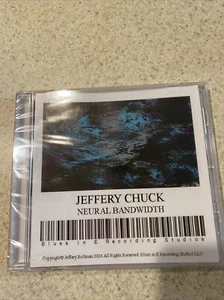 JEFFERY CHUCK
NEURAL BANDWIDTH
Blues in E Recording Studios
Copyright© Jeffery Rollman 2024 All Rights Reserved. Blues in E Recording Studios LLC.